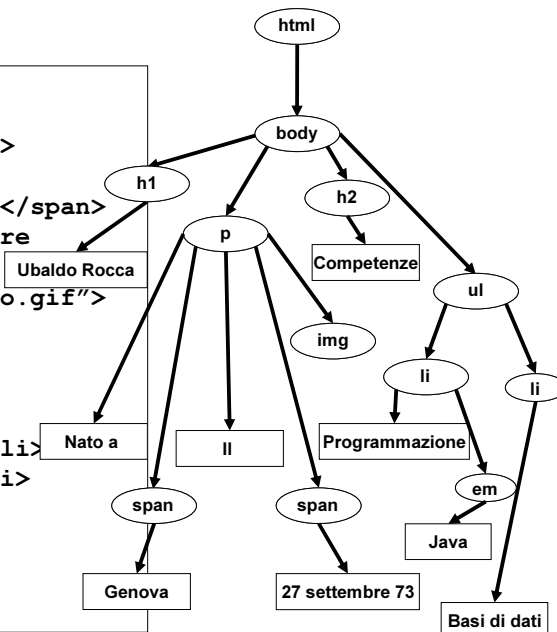 html
>
body
h1
</span>
h2
re
p
Ubaldo Rocca
Competenze
o.gif”>
ul
img
li
li
li>
Nato a
Il
Programmazione
i>
em
span
span
Java
Genova
27 settembre 73
Basi di dati